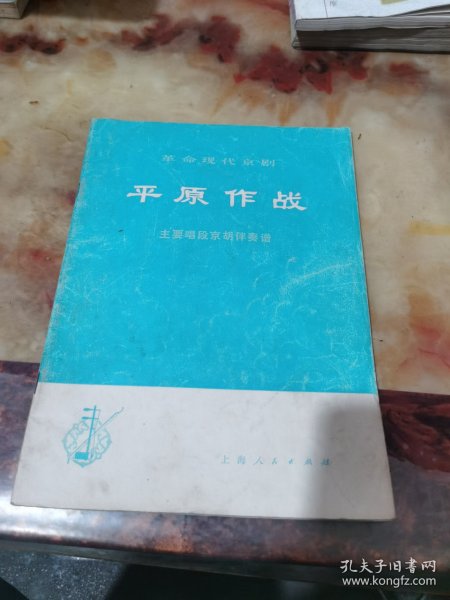 革命现代京剧
平原作战
主要唱段京胡伴奏谱
上海人民出版社
孔夫子旧书网
www.kongfz.com